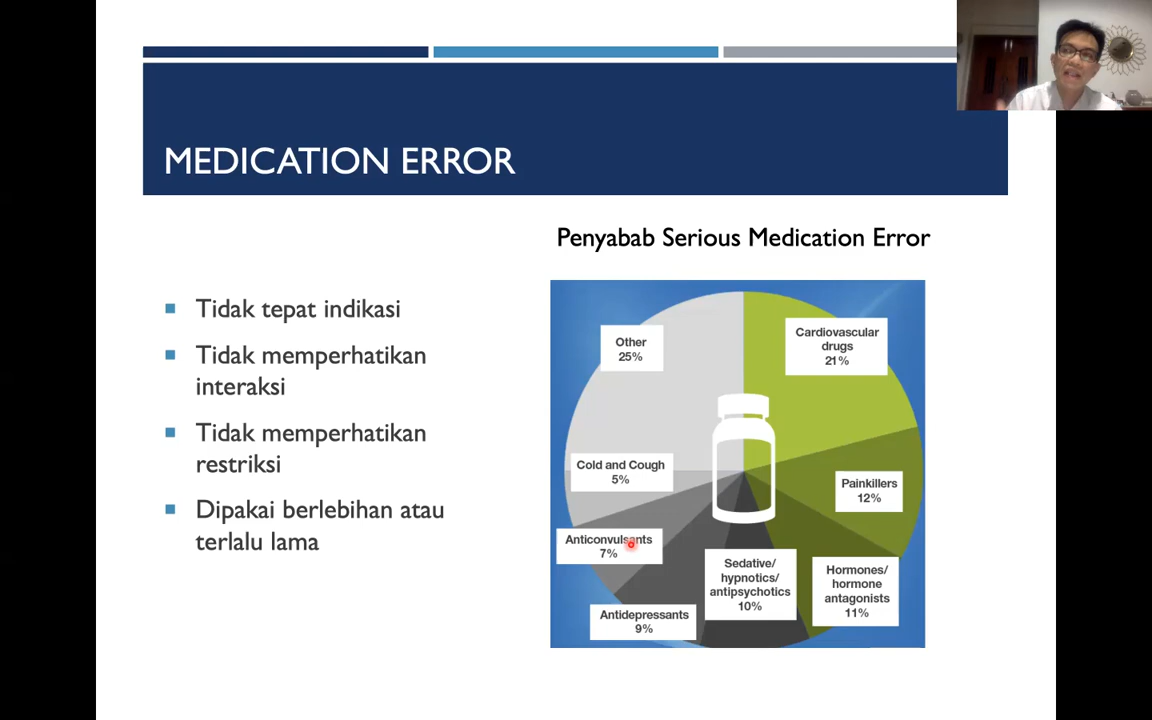 MEDICATION ERROR
Penyabab Serious Medication Error
Tidak tepat indikasi
Tidak memperhatikan
interaksi
Tidak memperhatikan
restriksi
Dipakai berlebihan atau
terlalu lama
Other
25%
Cardiovascular
drugs
21%
Cold and Cough
5%
Painkillers
12%
Anticonvulsants
7%
Sedative/
hypnotics/
antipsychotics
10%
Hormones/
hormone
antagonists
11%
Antidepressants
9%